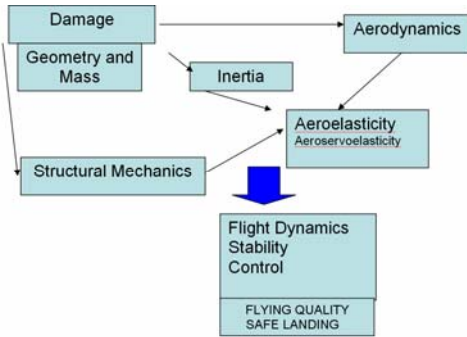 Damage
Geometry and
Mass
Aerodynamics
Inertia
Aeroelasticity
Aeroservoelasticity
Structural Mechanics
Flight Dynamics
Stability
Control
FLYING QUALITY
SAFE LANDING